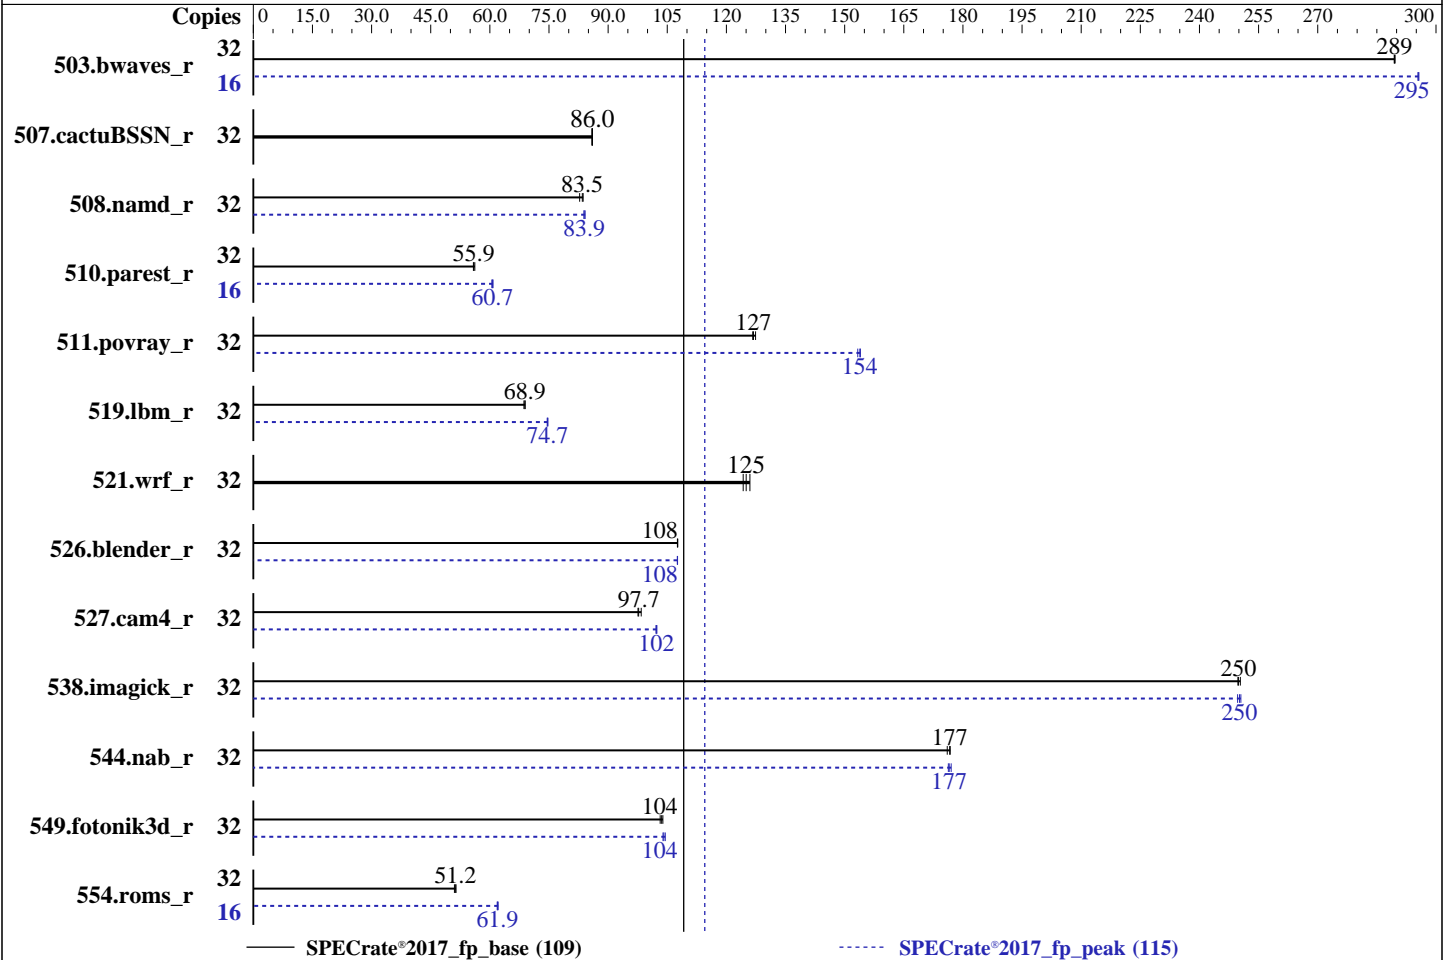 Copies 0 15.0 30.0 45.0 60.0 75.0 90.0 105 120 135 150 165 180 195 210 225 240 255 270 300
503.bwaves_r 32 289
16 295
507.cactuBSSN_r 32 86.0
508.namd_r 32 83.5
83.9
510.parest_r 32 55.9
16 60.7
511.povray_r 32 127
154
519.lbm_r 32 68.9
74.7
521.wrf_r 32 125
526.blender_r 32 108
108
527.cam4_r 32 97.7
102
538.imagick_r 32 250
250
544.nab_r 32 177
177
549.fotonik3d_r 32 104
104
554.roms_r 32 51.2
16 61.9
SPECrate®2017_fp_base (109) SPECrate®2017_fp_peak (115)